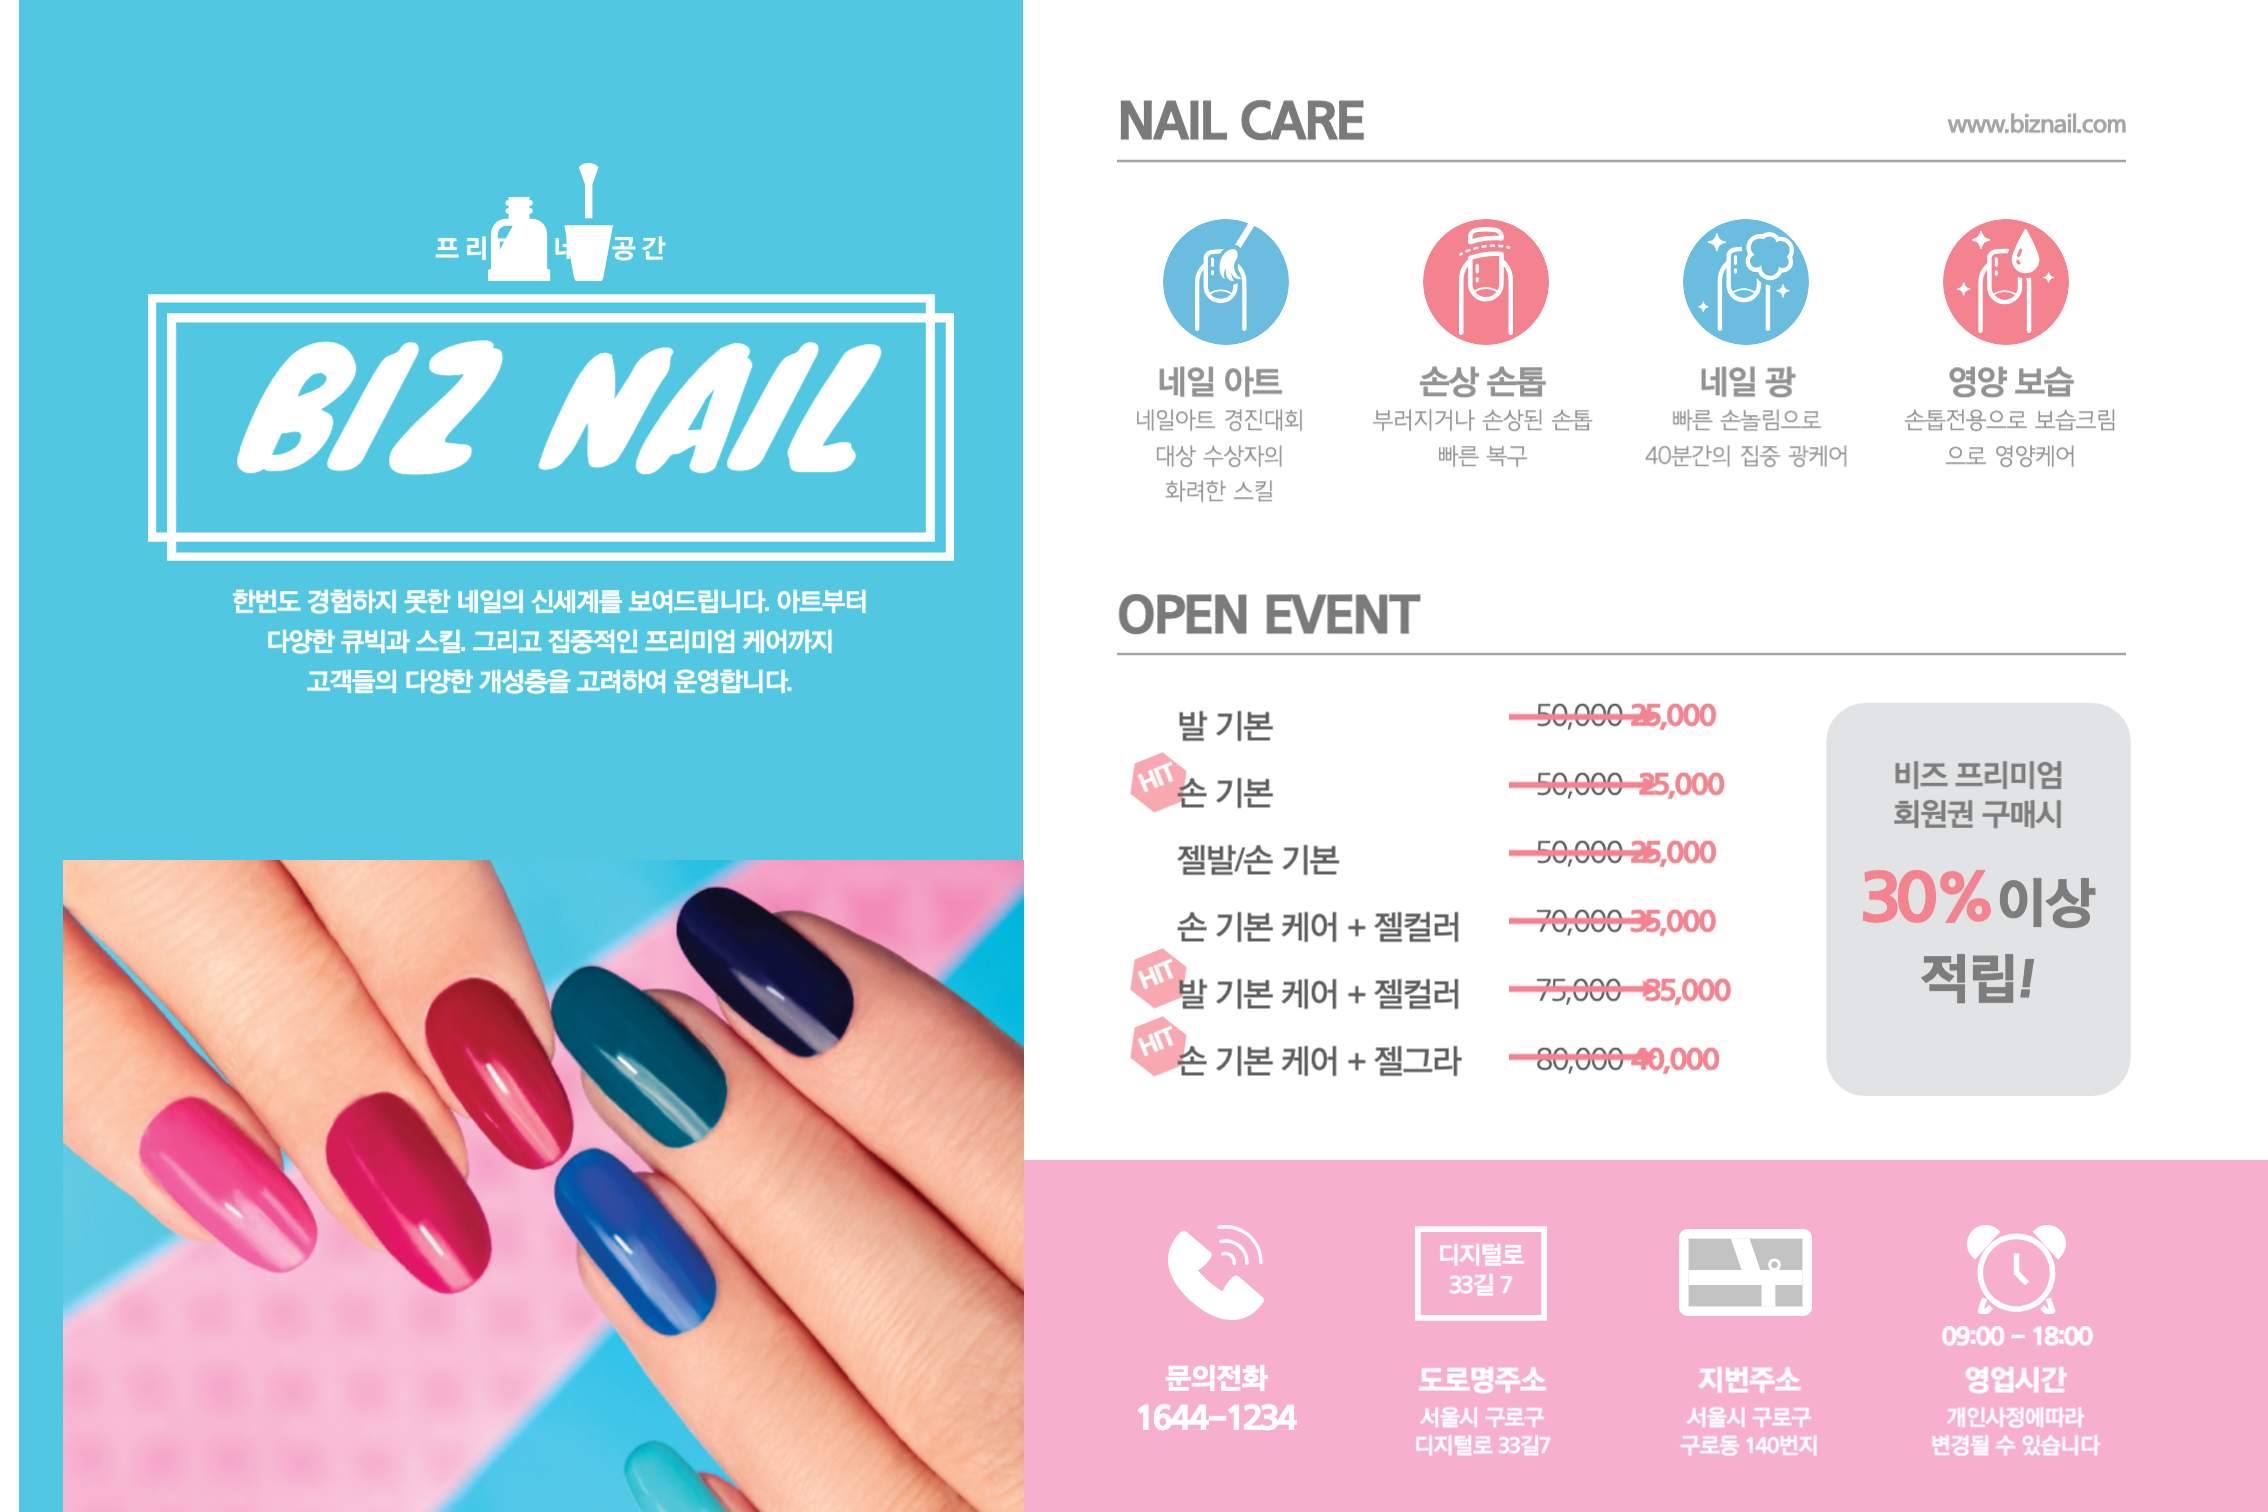 프리 공간
BIZ NAIL
한번도 경험하지 못한 네일의 신세계를 보여드립니다. 아트부터
다양한 큐빅과 스킬. 그리고 집중적인 프리미엄 케어까지
고객들의 다양한 개성층을 고려하여 운영합니다.
NAIL CARE
www.biznail.com
네일 아트
네일아트 경진대회
대상 수상자의
화려한 스킬
손상 손톱
부러지거나 손상된 손톱
빠른 복구
네일 광
빠른 손놀림으로
40분간의 집중 광케어
영양 보습
손톱전용으로 보습크림
으로 영양케어
OPEN EVENT
발 기본 50,000 25,000
HIT 손 기본 50,000 25,000
젤발/손 기본 50,000 25,000
손 기본 케어 + 젤컬러 70,000 35,000
HIT 발 기본 케어 + 젤컬러 75,000 35,000
HIT 손 기본 케어 + 젤그라 80,000 40,000
비즈 프리미엄
회원권 구매시
30% 이상
적립!
문의전화
1644-1234
디지털로
33길 7
도로명주소
서울시 구로구
디지털로 33길7
지번주소
서울시 구로구
구로동 140번지
09:00 - 18:00
영업시간
개인사정에따라
변경될 수 있습니다